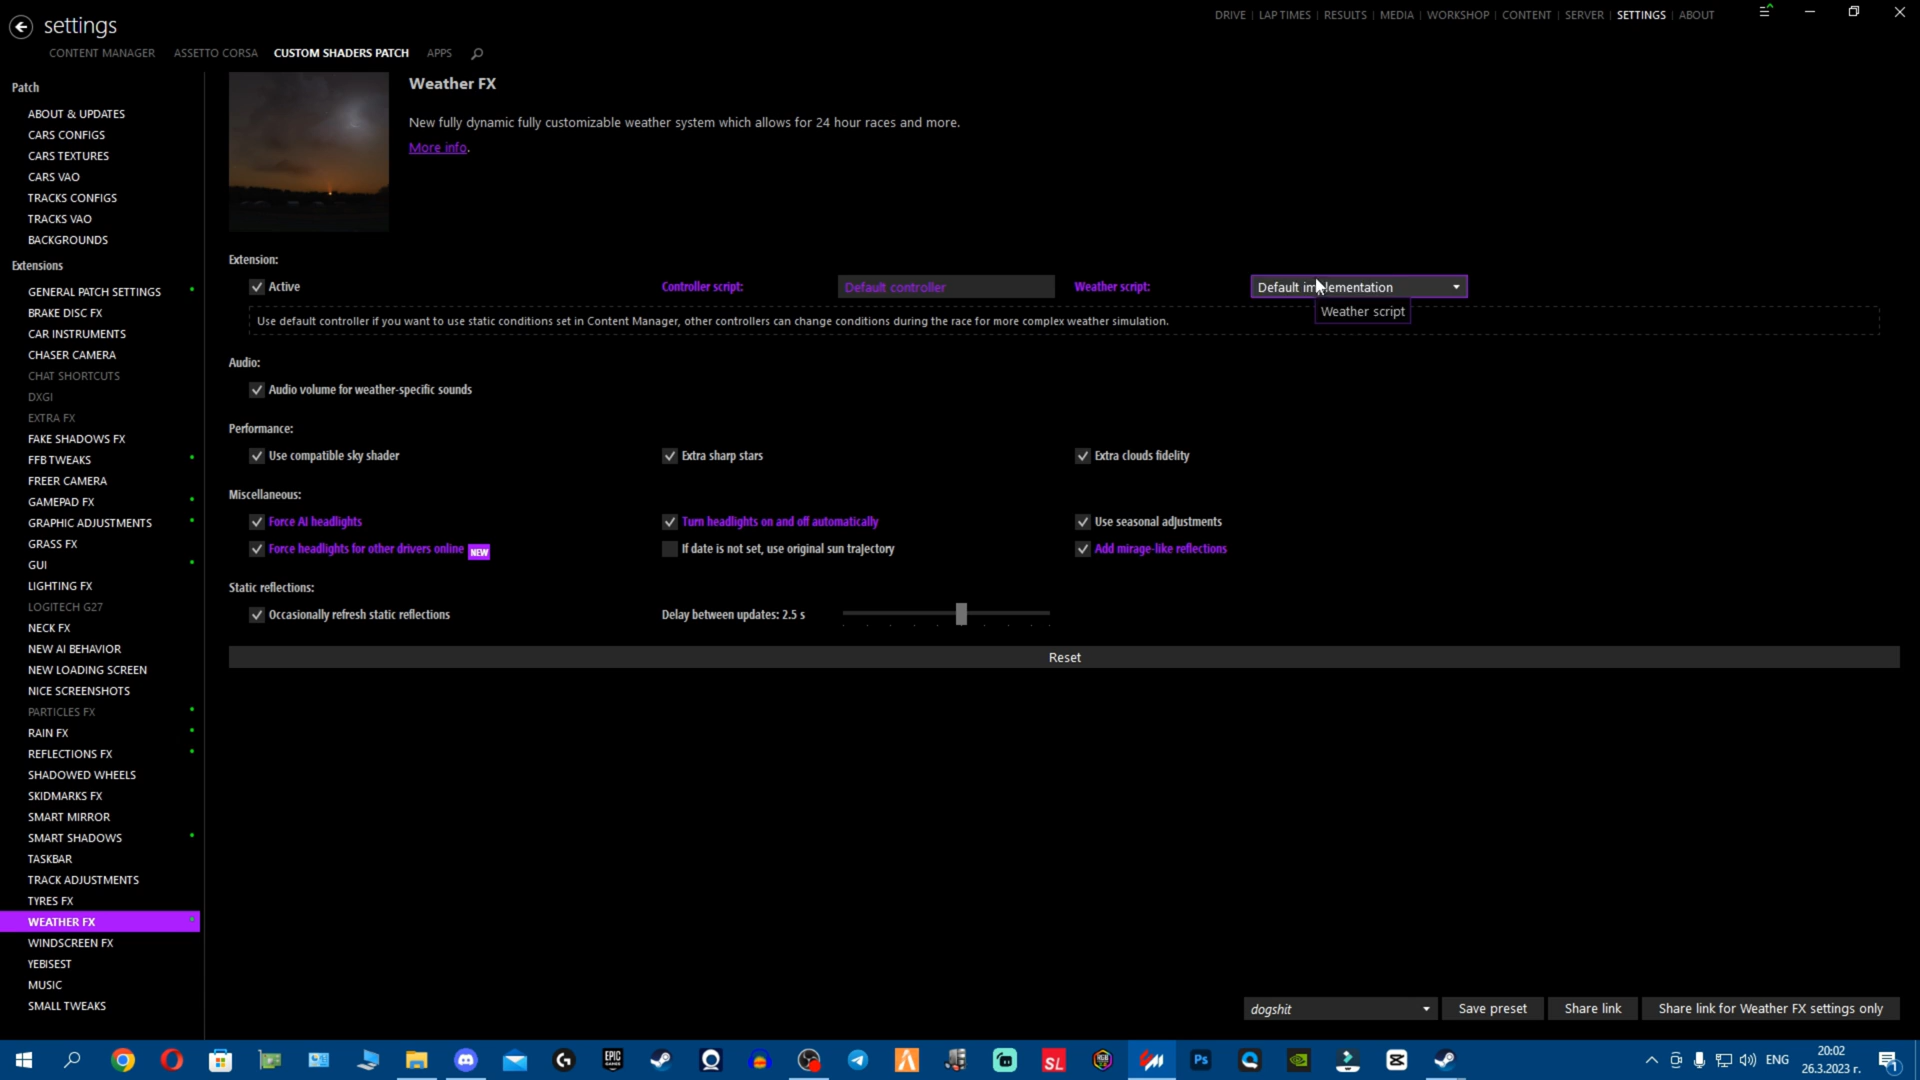 settings
DRIVE | LAP TIMES | RESULTS | MEDIA | WORKSHOP | CONTENT | SERVER | SETTINGS | ABOUT
CONTENT MANAGER ASSETTO CORSA CUSTOM SHADERS PATCH APPS
Patch
ABOUT & UPDATES
CARS CONFIGS
CARS TEXTURES
CARS VAO
TRACKS CONFIGS
TRACKS VAO
BACKGROUNDS
Extensions
GENERAL PATCH SETTINGS
BRAKE DISC FX
CAR INSTRUMENTS
CHASER CAMERA
CHAT SHORTCUTS
DXGI
EXTRA FX
FAKE SHADOWS FX
FFB TWEAKS
FREER CAMERA
GAMEPAD FX
GRAPHIC ADJUSTMENTS
GRASS FX
GUI
LIGHTING FX
LOGITECH G27
NECK FX
NEW AI BEHAVIOR
NEW LOADING SCREEN
NICE SCREENSHOTS
PARTICLES FX
RAIN FX
REFLECTIONS FX
SHADOWED WHEELS
SKIDMARKS FX
SMART MIRROR
SMART SHADOWS
TASKBAR
TRACK ADJUSTMENTS
TYRES FX
WEATHER FX
WINDSCREEN FX
YEBISEST
MUSIC
SMALL TWEAKS
Weather FX
New fully dynamic fully customizable weather system which allows for 24 hour races and more.
More info.
Extension:
Active Controller script: Default controller Weather script: Default implementation
Weather script
Use default controller if you want to use static conditions set in Content Manager, other controllers can change conditions during the race for more complex weather simulation.
Audio:
Audio volume for weather-specific sounds
Performance:
Use compatible sky shader Extra sharp stars Extra clouds fidelity
Miscellaneous:
Force AI headlights Turn headlights on and off automatically Use seasonal adjustments
Force headlights for other drivers online NEW If date is not set, use original sun trajectory Add mirage-like reflections
Static reflections:
Occasionally refresh static reflections Delay between updates: 2.5 s
Reset
dogshit Save preset Share link Share link for Weather FX settings only
EPIC GAMES SL Ps ENG 20:02
26.3.2023 г. 1